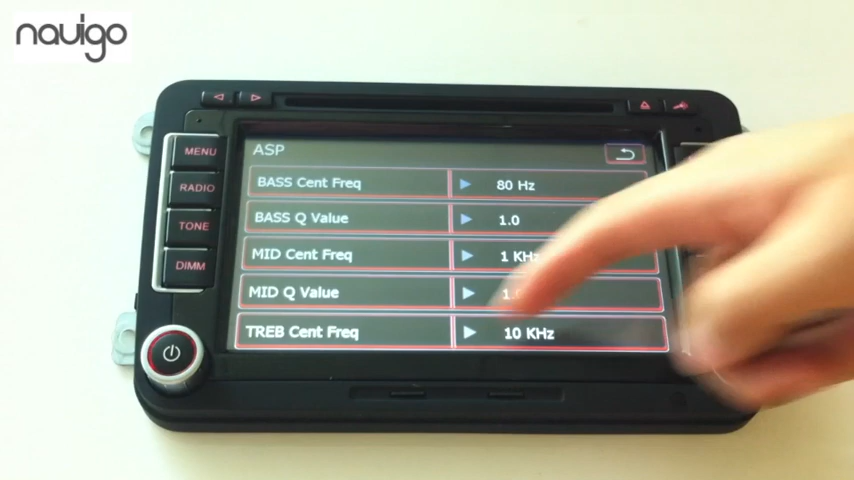 nauigo
MENU
RADIO
TONE
DIMM
ASP
BASS Cent Freq 80 Hz
BASS Q Value 1.0
MID Cent Freq 1 KHz
MID Q Value
TREB Cent Freq 10 KHz